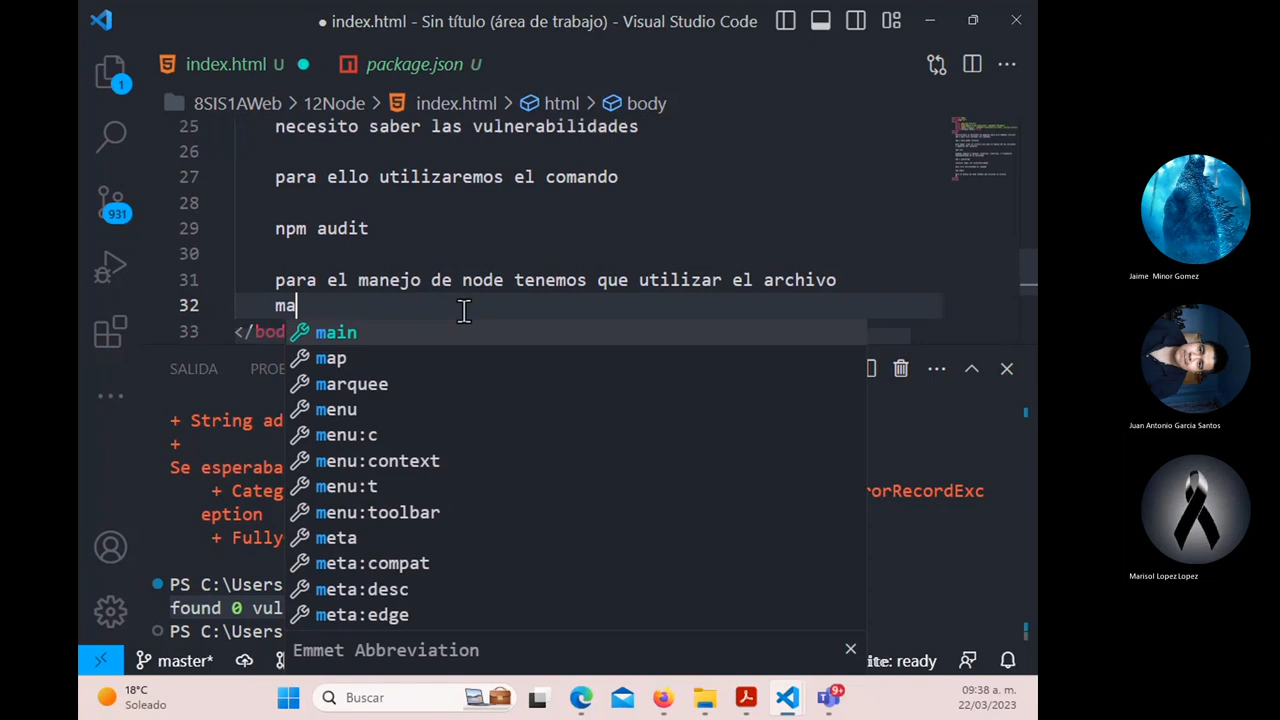 index.html - Sin título (área de trabajo) - Visual Studio Code
index.html U
package.json U
1
8SIS1AWeb > 12Node > index.html > html > body
25 necesito saber las vulnerabilidades
26
27 para ello utilizaremos el comando
28
29 npm audit
30
31 para el manejo de node tenemos que utilizar el archivo
32 ma
33 </bod
931
main
map
marquee
menu
menu:c
menu:context
menu:t
menu:toolbar
meta
meta:compat
meta:desc
meta:edge
Emmet Abbreviation
SALIDA PROB
+ String ad
+
Se esperaba
+ Categ rorRecordExc
eption
+ Fully
PS C:\Users
found 0 vul
PS C:\Users
master* ite: ready
18°C
Soleado
Buscar
9+
09:38 a. m.
22/03/2023
Jaime Minor Gomez
Juan Antonio Garcia Santos
Marisol Lopez Lopez